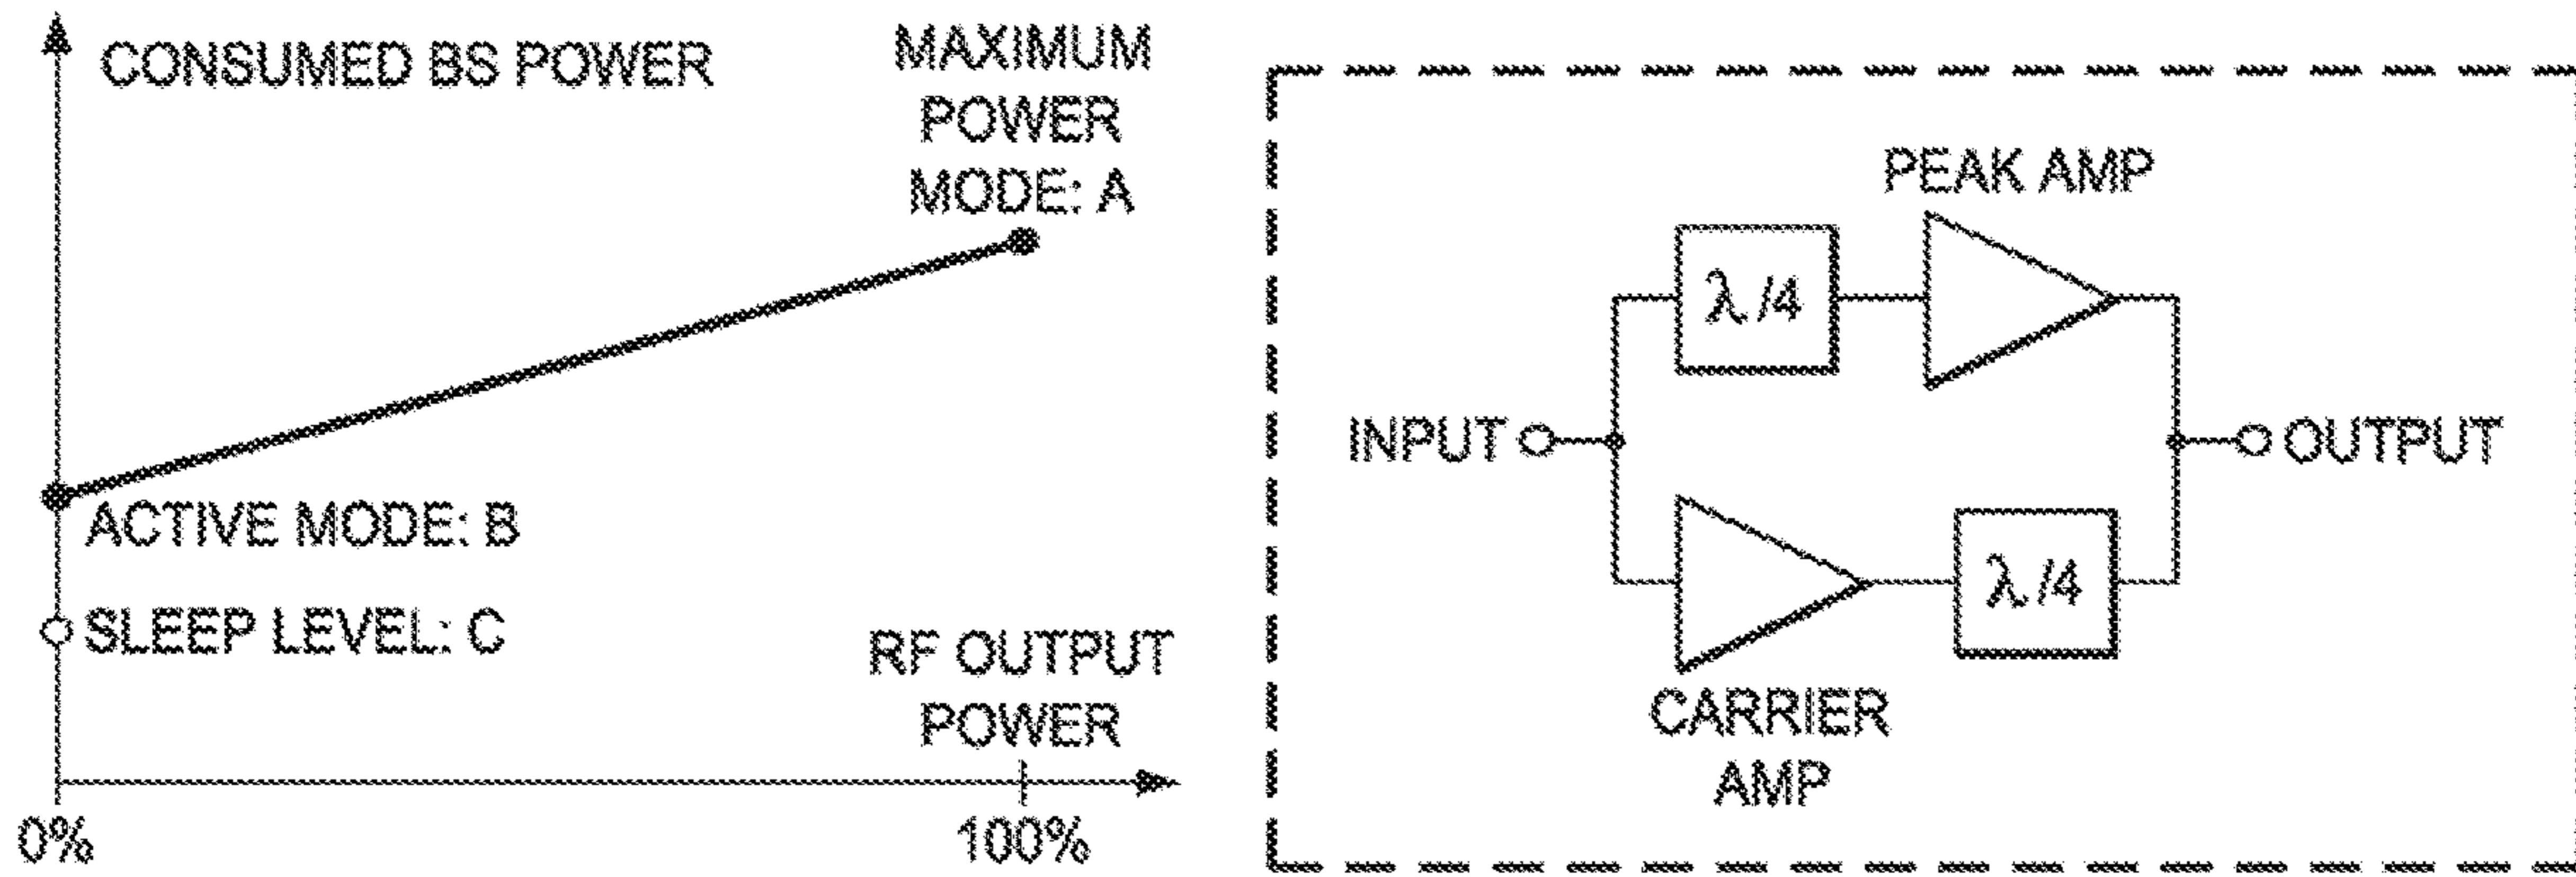 CONSUMED BS POWER
MAXIMUM
POWER
MODE: A
ACTIVE MODE: B
SLEEP LEVEL: C
RF OUTPUT
POWER
0%
100%
PEAK AMP
λ/4
INPUT
OUTPUT
λ/4
CARRIER
AMP